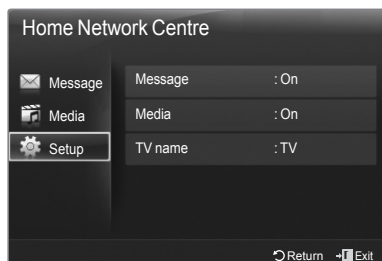 Home Network Centre
Message
Media
Setup
Message : On
Media : On
TV name : TV
Return Exit